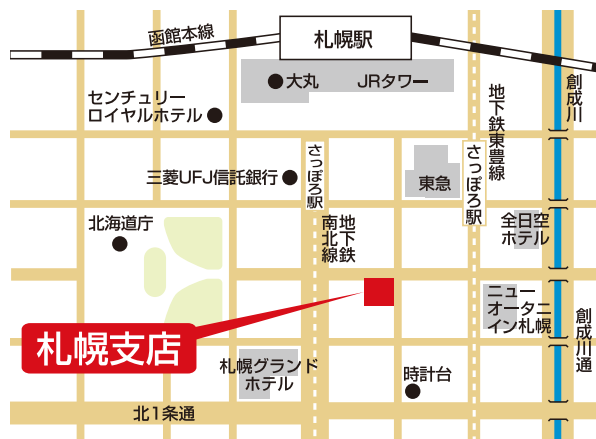 函館本線
札幌駅
大丸
JRタワー
創成川
センチュリー
ロイヤルホテル
地下鉄東豊線
三菱UFJ信託銀行
さっぽろ駅
さっぽろ駅
東急
北海道庁
地下鉄
南北線
全日空
ホテル
ニュー
オータニ
イン札幌
創成川通
札幌支店
札幌グランド
ホテル
時計台
北1条通